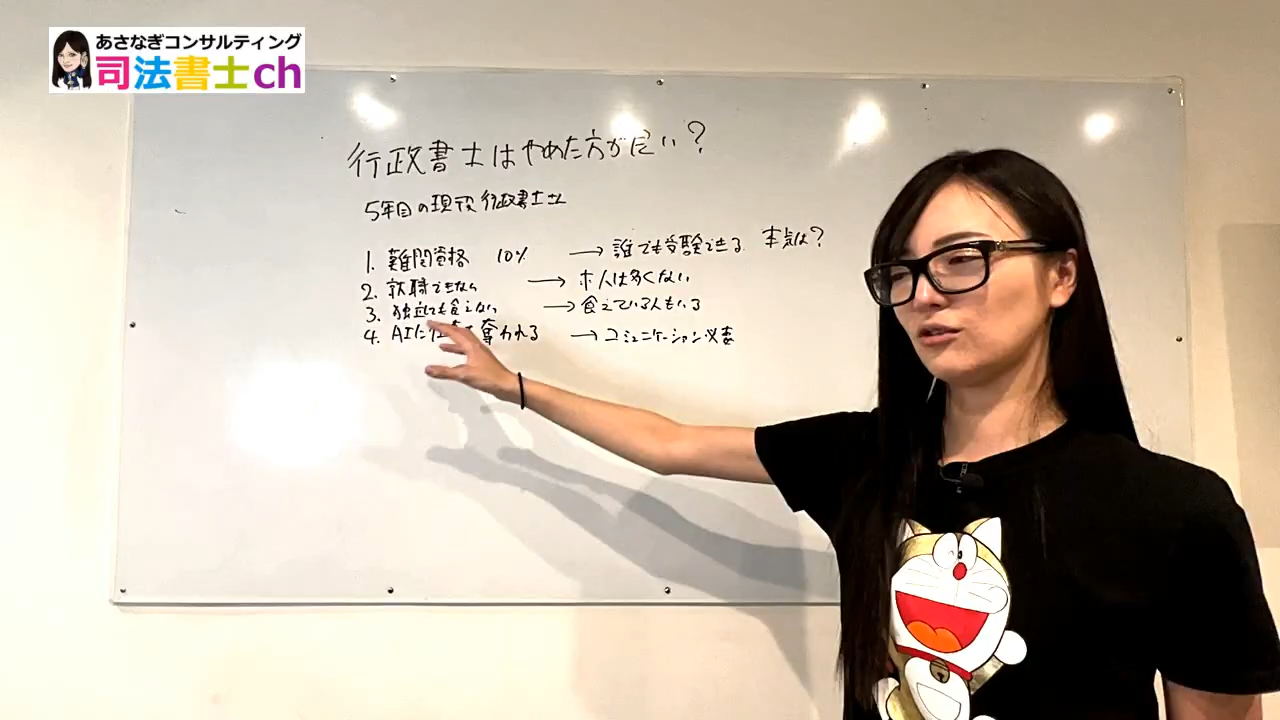 あさなぎコンサルティング
司法書士ch
行政書士はやめた方が良い?
5年目の現役行政書士
1. 難関資格 10% → 誰でも受験できる 本気は?
2. 就職できない → 求人は多くない
3. 独立しても食えない → 食えている人もいる
4. AIに仕事を奪われる → コミュニケーション必要